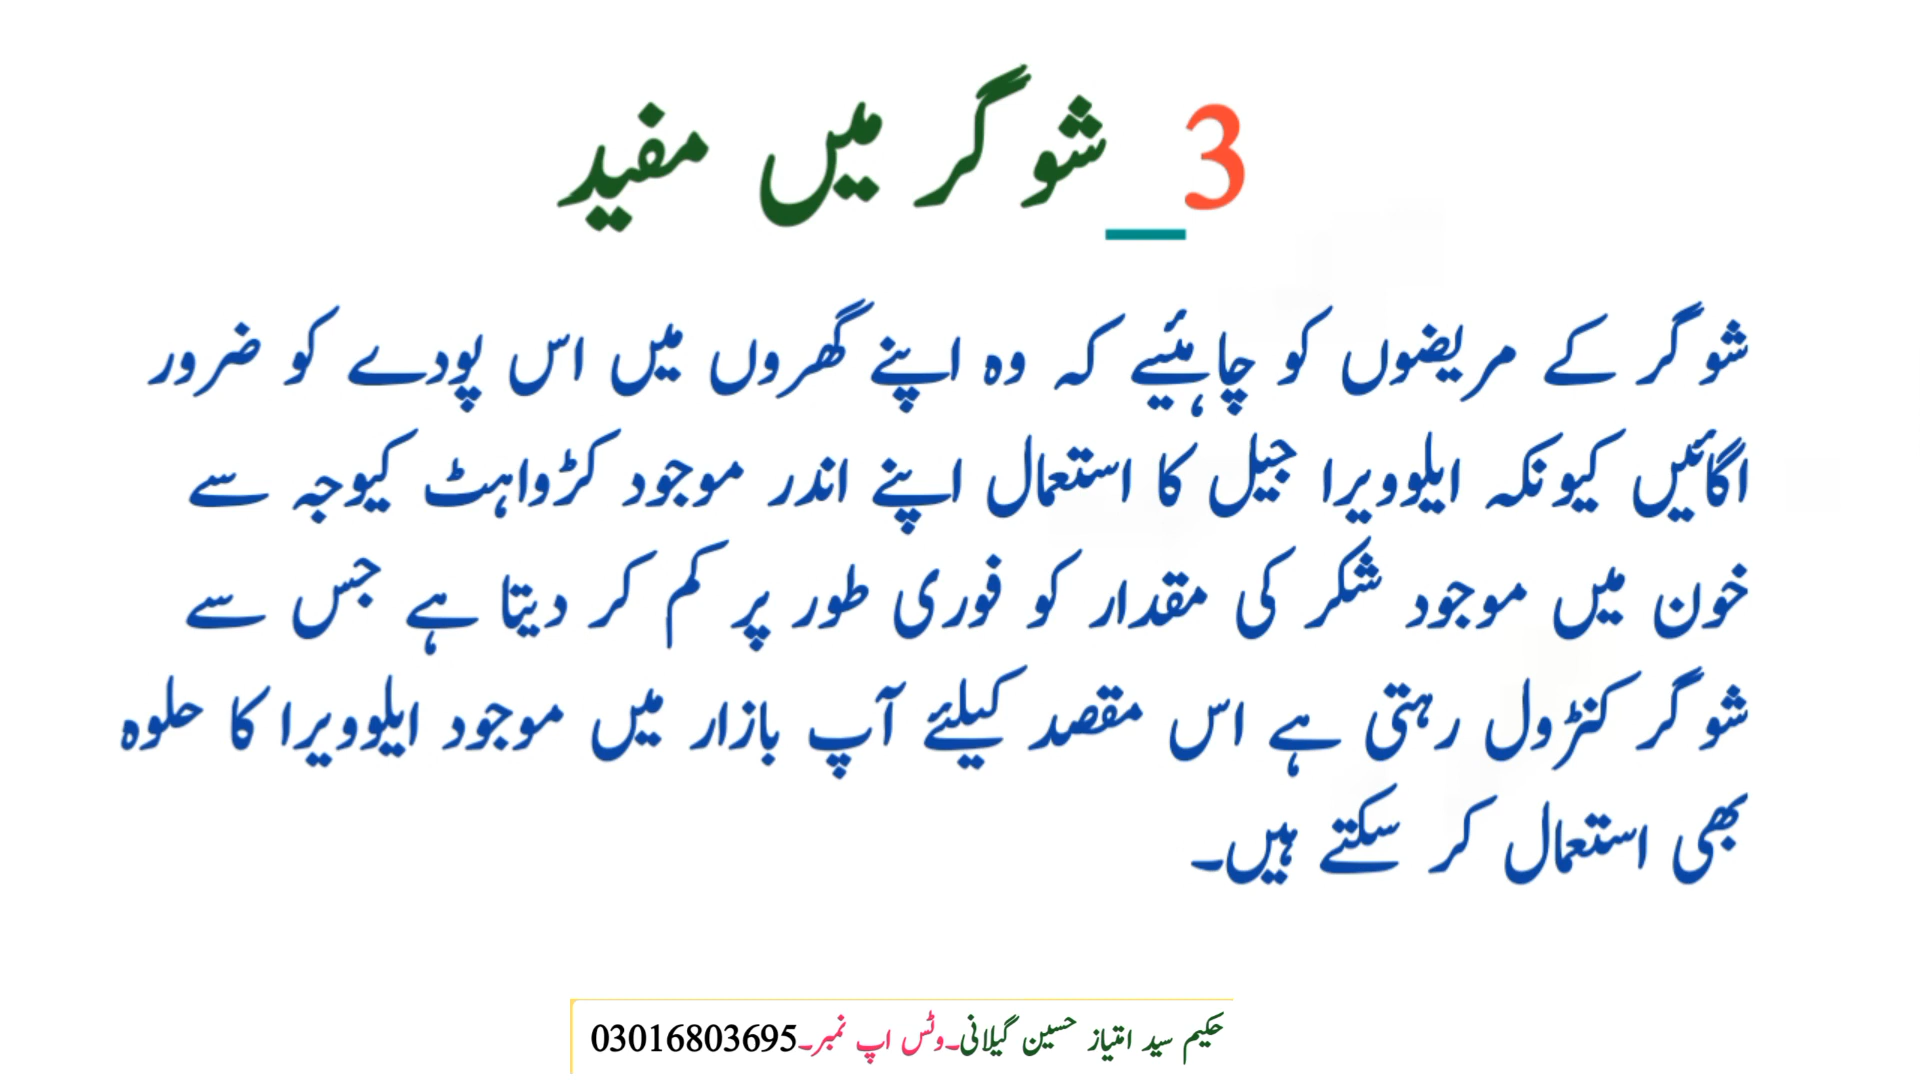 3_شوگر میں مفید
شوگر کے مریضوں کو چاہئیے کہ وہ اپنے گھروں میں اس پودے کو ضرور
اگائیں کیونکہ ایلوویرا جیل کا استعمال اپنے اندر موجود کڑواہٹ کیوجہ سے
خون میں موجود شکر کی مقدار کو فوری طور پر کم کر دیتا ہے جس سے
شوگر کنٹرول رہتی ہے اس مقصد کیلئے آپ بازار میں موجود ایلوویرا کا حلوہ
بھی استعمال کر سکتے ہیں۔
حکیم سید امتیاز حسین گیلانی۔وٹس اپ نمبر۔03016803695